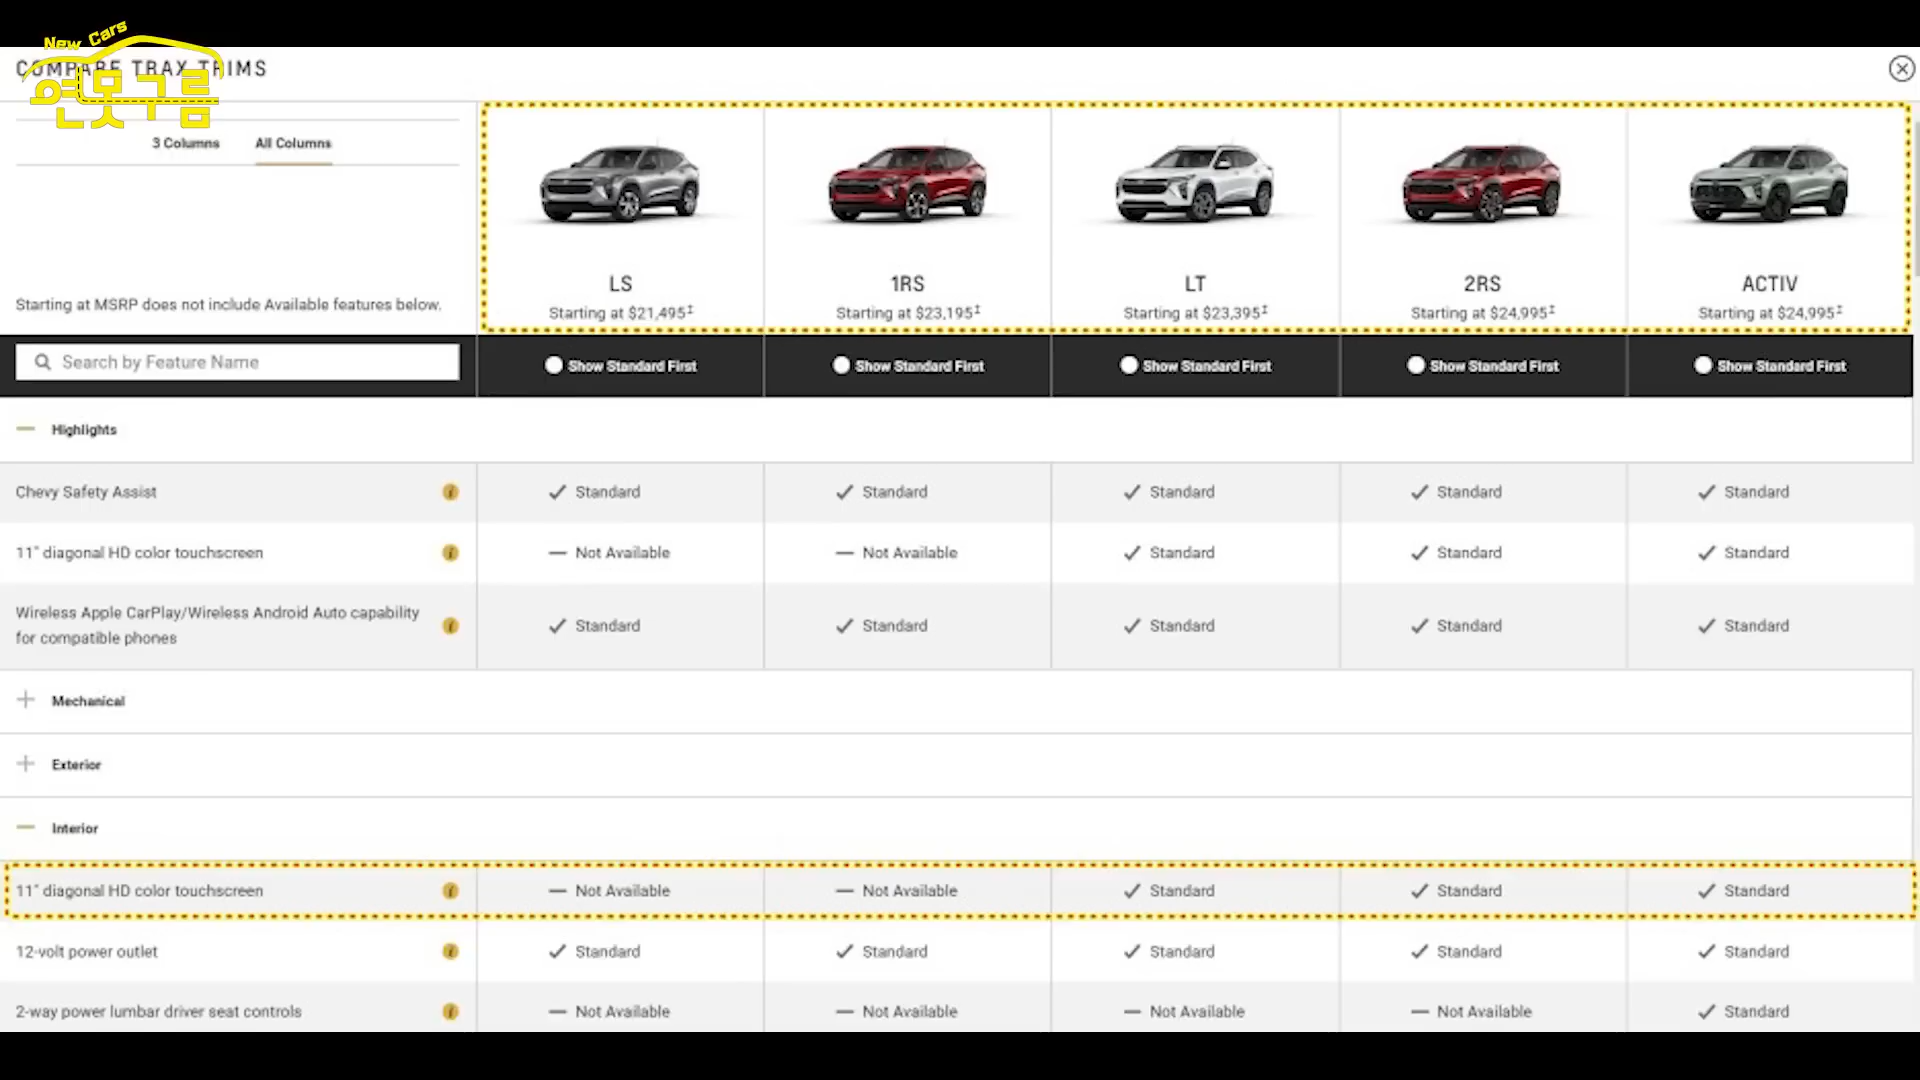 New Cars
연못구름
COMPARE TRAX TRIMS
3 Columns All Columns
Starting at MSRP does not include Available features below.
LS 1RS LT 2RS ACTIV
Starting at $21,495‡ Starting at $23,195‡ Starting at $23,395‡ Starting at $24,995‡ Starting at $24,995‡
Search by Feature Name Show Standard First Show Standard First Show Standard First Show Standard First Show Standard First
Highlights
Chevy Safety Assist i Standard Standard Standard Standard Standard
11" diagonal HD color touchscreen i Not Available Not Available Standard Standard Standard
Wireless Apple CarPlay/Wireless Android Auto capability
for compatible phones i Standard Standard Standard Standard Standard
Mechanical
Exterior
Interior
11" diagonal HD color touchscreen i Not Available Not Available Standard Standard Standard
12-volt power outlet i Standard Standard Standard Standard Standard
2-way power lumbar driver seat controls i Not Available Not Available Not Available Not Available Standard